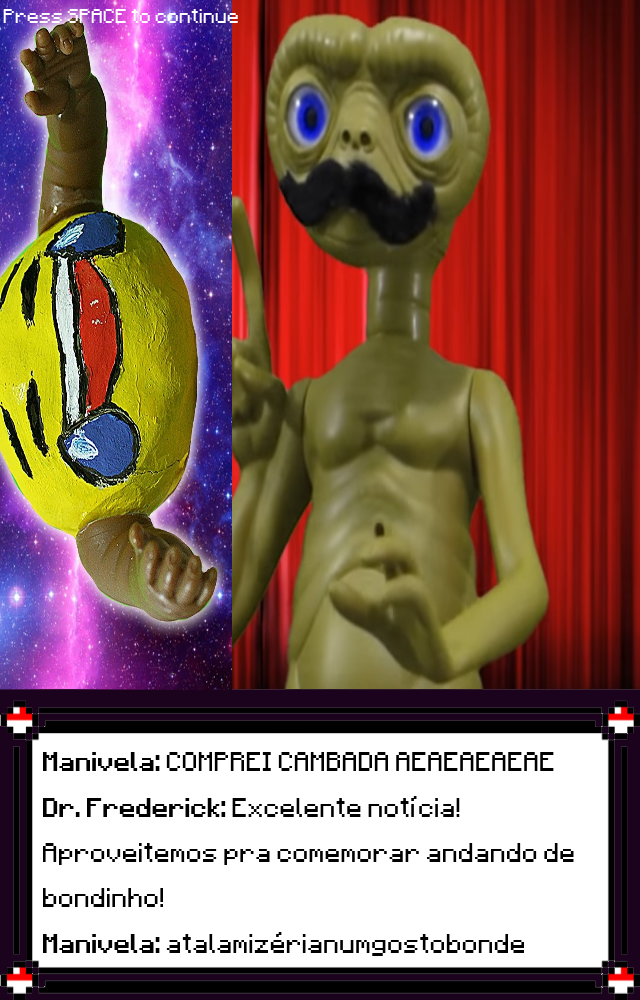 Press SPACE to continue
Manivela: COMPREI CAMBADA AEAEAEAEAE
Dr. Frederick: Excelente notícia!
Aproveitemos pra comemorar andando de
bondinho!
Manivela: atalamizérianumgostobonde